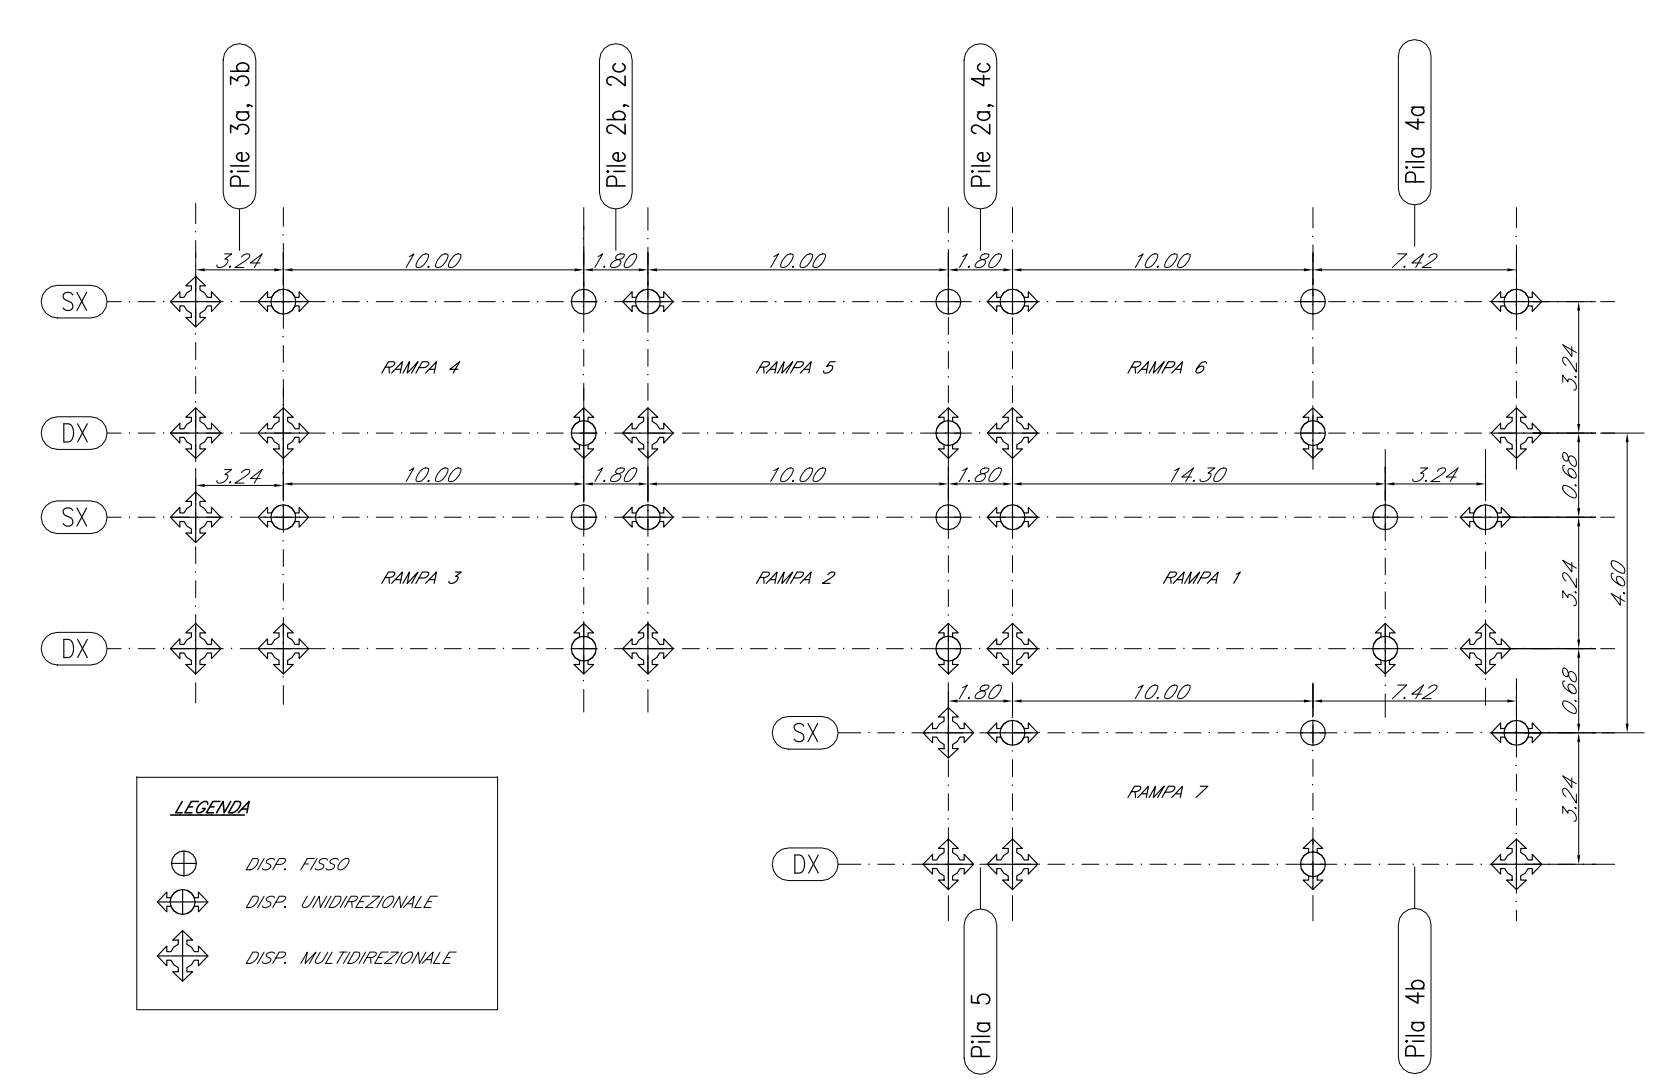 Pile 3a, 3b
Pile 2b, 2c
Pile 2a, 4c
Pila 4a
3.24 10.00 1.80 10.00 1.80 10.00 7.42
SX
RAMPA 4 RAMPA 5 RAMPA 6
3.24
DX
3.24 10.00 1.80 10.00 1.80 14.30 3.24
0.68
SX
RAMPA 3 RAMPA 2 RAMPA 1
3.24
4.60
DX
1.80 10.00 7.42
0.68
SX
RAMPA 7
3.24
DX
LEGENDA
DISP. FISSO
DISP. UNIDIREZIONALE
DISP. MULTIDIREZIONALE
Pila 5
Pila 4b